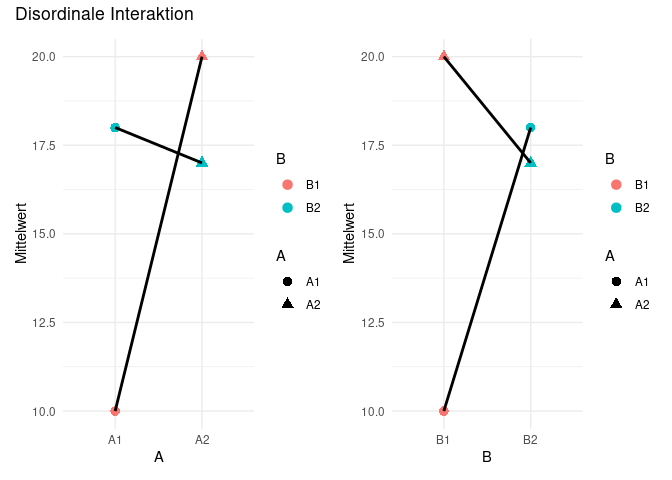 Disordinale Interaktion
Mittelwert
20.0
17.5
15.0
12.5
10.0
A1 A2
A
B
B1
B2
A
A1
A2
Mittelwert
20.0
17.5
15.0
12.5
10.0
B1 B2
B
B
B1
B2
A
A1
A2